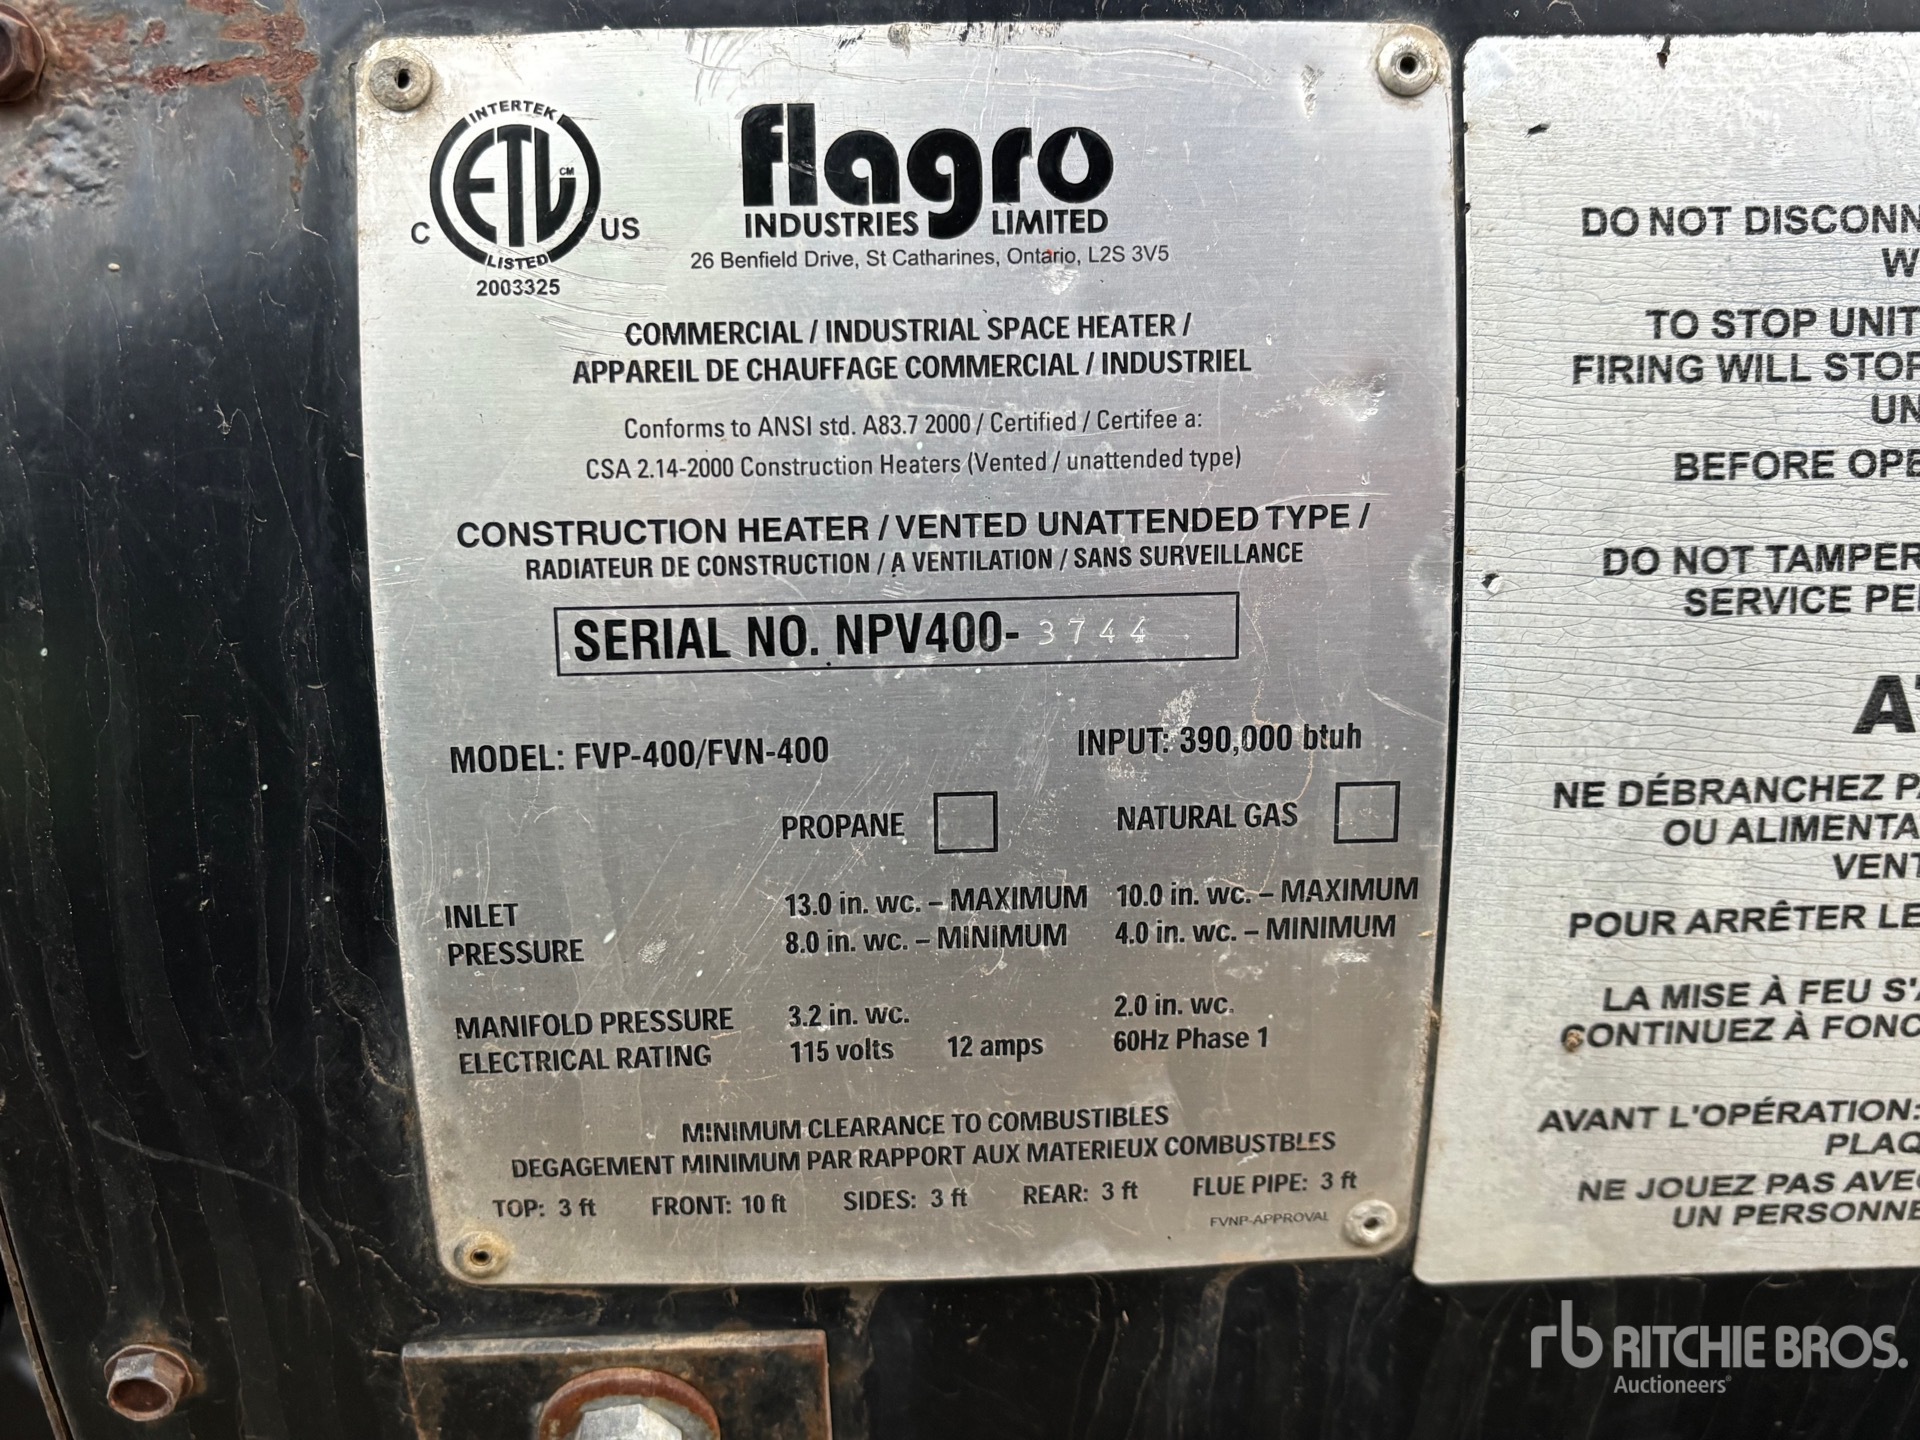 INTERTEK
ETL CM
C US
LISTED
2003325
flagro
INDUSTRIES LIMITED
26 Benfield Drive, St Catharines, Ontario, L2S 3V5
COMMERCIAL / INDUSTRIAL SPACE HEATER /
APPAREIL DE CHAUFFAGE COMMERCIAL / INDUSTRIEL
Conforms to ANSI std. A83.7 2000 / Certified / Certifee a:
CSA 2.14-2000 Construction Heaters (Vented / unattended type)
CONSTRUCTION HEATER / VENTED UNATTENDED TYPE /
RADIATEUR DE CONSTRUCTION / A VENTILATION / SANS SURVEILLANCE
SERIAL NO. NPV400- 3744
MODEL: FVP-400/FVN-400 INPUT: 390,000 btuh
PROPANE NATURAL GAS
INLET 13.0 in. wc. – MAXIMUM 10.0 in. wc. – MAXIMUM
PRESSURE 8.0 in. wc. – MINIMUM 4.0 in. wc. – MINIMUM
MANIFOLD PRESSURE 3.2 in. wc. 2.0 in. wc.
ELECTRICAL RATING 115 volts 12 amps 60Hz Phase 1
MINIMUM CLEARANCE TO COMBUSTIBLES
DEGAGEMENT MINIMUM PAR RAPPORT AUX MATERIEUX COMBUSTBLES
TOP: 3 ft FRONT: 10 ft SIDES: 3 ft REAR: 3 ft FLUE PIPE: 3 ft
FVNP-APPROVAL
DO NOT DISCONN
W
TO STOP UNIT
FIRING WILL STOP
UN
BEFORE OPE
DO NOT TAMPER
SERVICE PE
AT
NE DÉBRANCHEZ PA
OU ALIMENTA
VENT
POUR ARRÊTER LE
LA MISE À FEU S'A
CONTINUEZ À FONC
AVANT L'OPÉRATION:
PLAQ
NE JOUEZ PAS AVEC
UN PERSONNE
rb RITCHIE BROS.
Auctioneers